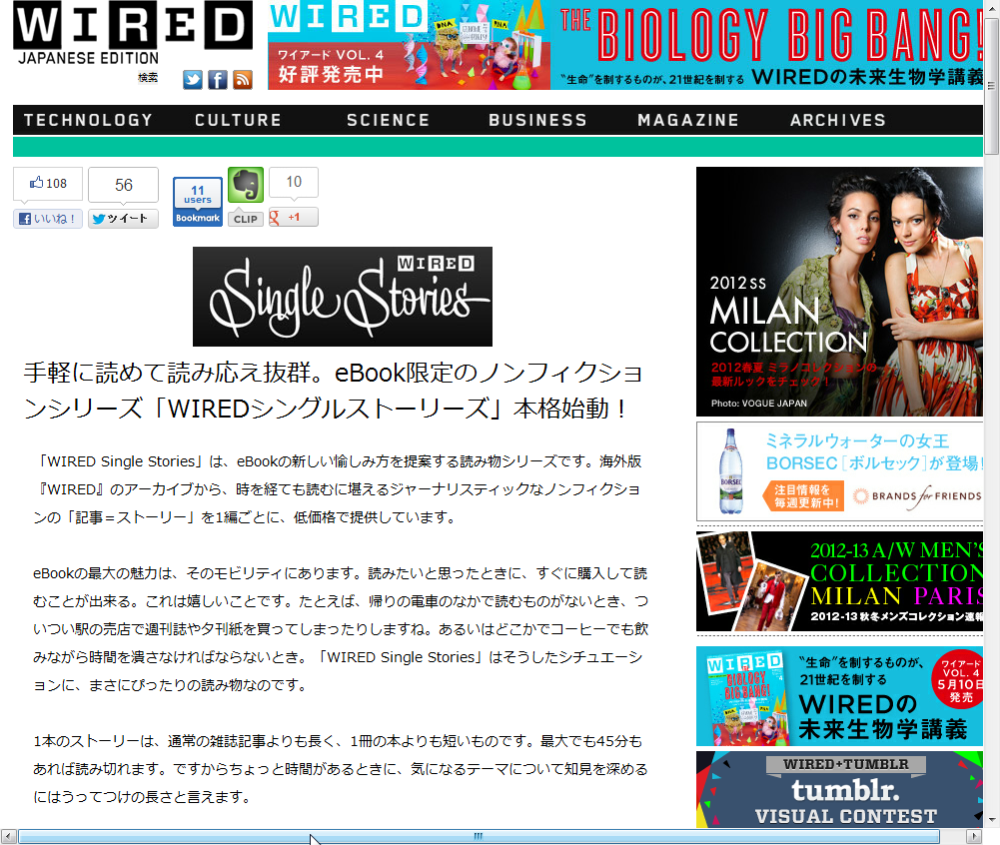 WIRED
JAPANESE EDITION
検索
WIRED
ワイアード VOL. 4
好評発売中
THE BIOLOGY BIG BANG!
“生命”を制するものが、21世紀を制する WIREDの未来生物学講義
TECHNOLOGY CULTURE SCIENCE BUSINESS MAGAZINE ARCHIVES
108
いいね！
56
ツイート
11
users
Bookmark
CLIP
10
+1
WIRED
Single Stories
手軽に読めて読み応え抜群。eBook限定のノンフィクショ
ンシリーズ「WIREDシングルストーリーズ」本格始動！
「WIRED Single Stories」は、eBookの新しい愉しみ方を提案する読み物シリーズです。海外版
『WIRED』のアーカイブから、時を経ても読むに堪えるジャーナリスティックなノンフィクショ
ンの「記事＝ストーリー」を1編ごとに、低価格で提供しています。
eBookの最大の魅力は、そのモビリティにあります。読みたいと思ったときに、すぐに購入して読
むことが出来る。これは嬉しいことです。たとえば、帰りの電車のなかで読むものがないとき、つ
いつい駅の売店で週刊誌や夕刊紙を買ってしまったりしますね。あるいはどこかでコーヒーでも飲
みながら時間を潰さなければならないとき。「WIRED Single Stories」はそうしたシチュエーシ
ョンに、まさにぴったりの読み物なのです。
1本のストーリーは、通常の雑誌記事よりも長く、1冊の本よりも短いものです。最大でも45分も
あれば読み切れます。ですからちょっと時間があるときに、気になるテーマについて知見を深める
にはうってつけの長さと言えます。
2012 SS
MILAN
COLLECTION
2012春夏 ミラノコレクションの
最新ルックをチェック！
Photo: VOGUE JAPAN
ミネラルウォーターの女王
BORSEC［ボルセック］が登場！
BORSEC
注目情報を
毎週更新中!
BRANDS for FRIENDS
2012-13 A/W MEN'S
COLLECTION
MILAN PARIS
2012-13 秋冬メンズコレクション速報
WIRED
BIOLOGY
BIG BANG!
“生命”を制するものが、
21世紀を制する
WIREDの
未来生物学講義
ワイアード
VOL. 4
5月10日
発売
WIRED+TUMBLR
tumblr.
VISUAL CONTEST